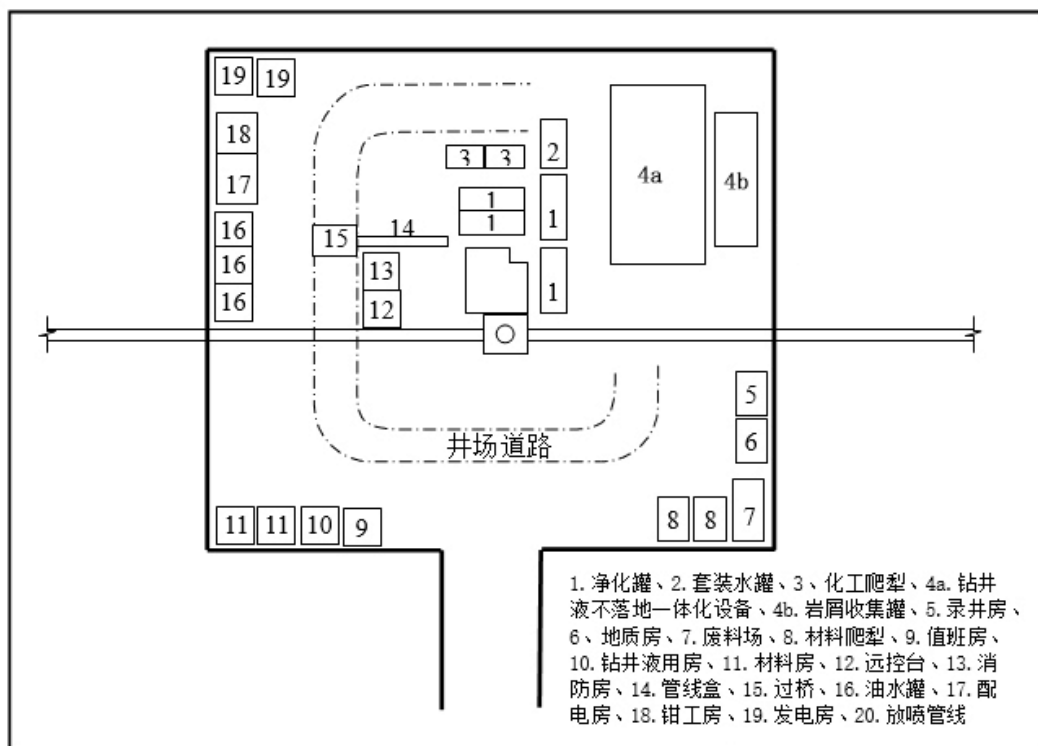 19 19
18
2
3 3
4a
4b
17
1
1
1
16
15
14
16
13
1
16
12
5
6
井场道路
11 11 10 9
8 8 7
1. 净化罐、2. 套装水罐、3、化工爬犁、4a. 钻井
液不落地一体化设备、4b. 岩屑收集罐、5. 录井房、
6、地质房、7. 废料场、8. 材料爬犁、9. 值班房、
10. 钻井液用房、11. 材料房、12. 远控台、13. 消
防房、14. 管线盒、15. 过桥、16. 油水罐、17. 配
电房、18. 钳工房、19. 发电房、20. 放喷管线